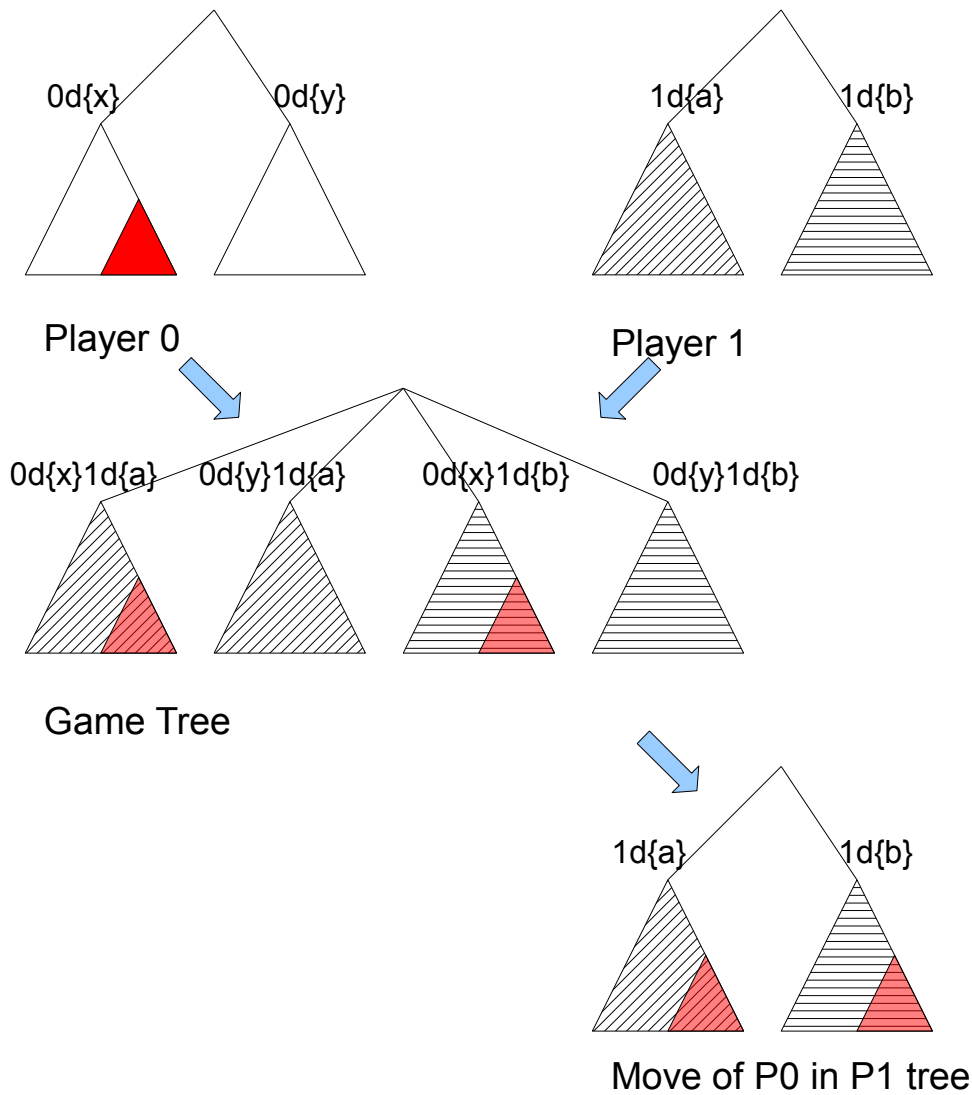 0d{x} 0d{y} 1d{a} 1d{b}
Player 0 Player 1
0d{x}1d{a} 0d{y}1d{a} 0d{x}1d{b} 0d{y}1d{b}
Game Tree
1d{a} 1d{b}
Move of P0 in P1 tree